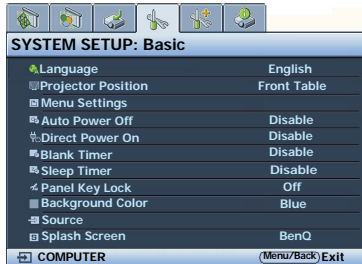 SYSTEM SETUP: Basic
Language English
Projector Position Front Table
Menu Settings
Auto Power Off Disable
Direct Power On Disable
Blank Timer Disable
Sleep Timer Disable
Panel Key Lock Off
Background Color Blue
Source
Splash Screen BenQ
COMPUTER Menu/Back Exit